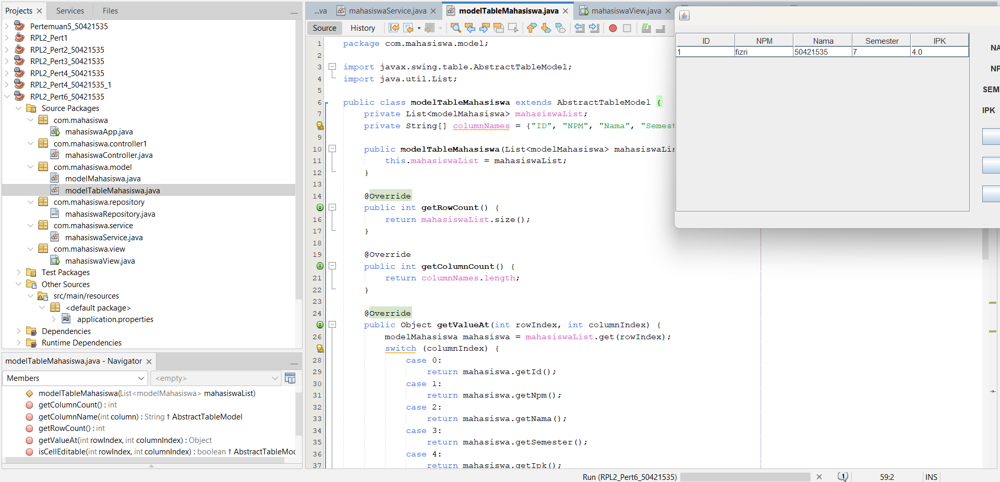 Projects
Services
Files
Pertemuan5_50421535
RPL2_Pert1
RPL2_Pert2_50421535
RPL2_Pert3_50421535
RPL2_Pert4_50421535
RPL2_Pert4_50421535_1
RPL2_Pert6_50421535
Source Packages
com.mahasiswa
mahasiswaApp.java
com.mahasiswa.controller1
mahasiswaController.java
com.mahasiswa.model
modelMahasiswa.java
modelTableMahasiswa.java
com.mahasiswa.repository
mahasiswaRepository.java
com.mahasiswa.service
mahasiswaService.java
com.mahasiswa.view
mahasiswaView.java
Test Packages
Other Sources
src/main/resources
<default package>
application.properties
Dependencies
Runtime Dependencies
modelTableMahasiswa.java - Navigator
Members
<empty>
modelTableMahasiswa(List<modelMahasiswa> mahasiswaList)
getColumnCount() : int
getColumnName(int column) : String ↑ AbstractTableModel
getRowCount() : int
getValueAt(int rowIndex, int columnIndex) : Object
isCellEditable(int rowIndex, int columnIndex) : boolean ↑ AbstractTableMod
...va
mahasiswaService.java
modelTableMahasiswa.java
mahasiswaView.java
Source
History
1 package com.mahasiswa.model;
2
3 import javax.swing.table.AbstractTableModel;
4 import java.util.List;
5
6 public class modelTableMahasiswa extends AbstractTableModel {
7 private List<modelMahasiswa> mahasiswaList;
private String[] columnNames = {"ID", "NPM", "Nama", "Semest
9
10 public modelTableMahasiswa(List<modelMahasiswa> mahasiswaLis
11 this.mahasiswaList = mahasiswaList;
12 }
13
14 @Override
public int getRowCount() {
16 return mahasiswaList.size();
17 }
18
19 @Override
public int getColumnCount() {
21 return columnNames.length;
22 }
23
24 @Override
public Object getValueAt(int rowIndex, int columnIndex) {
26 modelMahasiswa mahasiswa = mahasiswaList.get(rowIndex);
switch (columnIndex) {
28 case 0:
29 return mahasiswa.getId();
30 case 1:
31 return mahasiswa.getNpm();
32 case 2:
33 return mahasiswa.getNama();
34 case 3:
35 return mahasiswa.getSemester();
36 case 4:
37 return mahasiswa.getIpk();
ID NPM Nama Semester IPK
1 fizri 50421535 7 4.0
NA
NP
SEM
IPK
Run (RPL2_Pert6_50421535)
1
59:2
INS